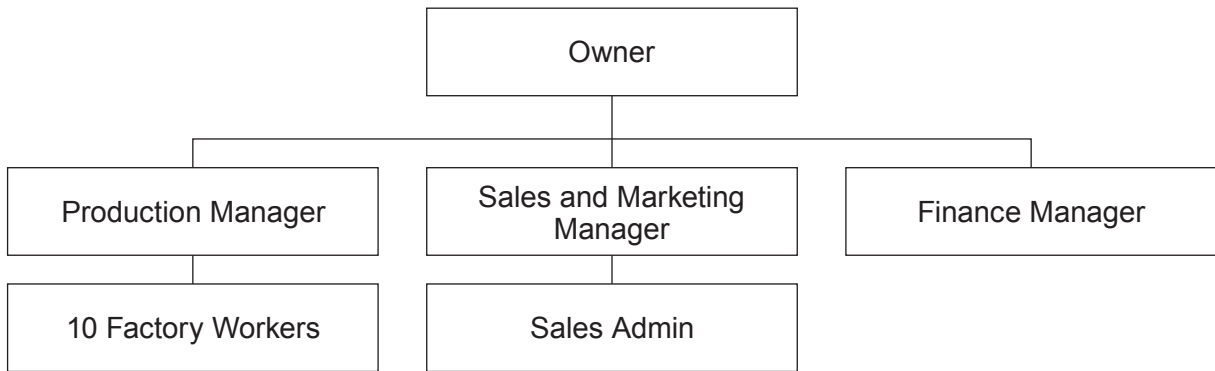 Owner
Production Manager
Sales and Marketing
Manager
Finance Manager
10 Factory Workers
Sales Admin